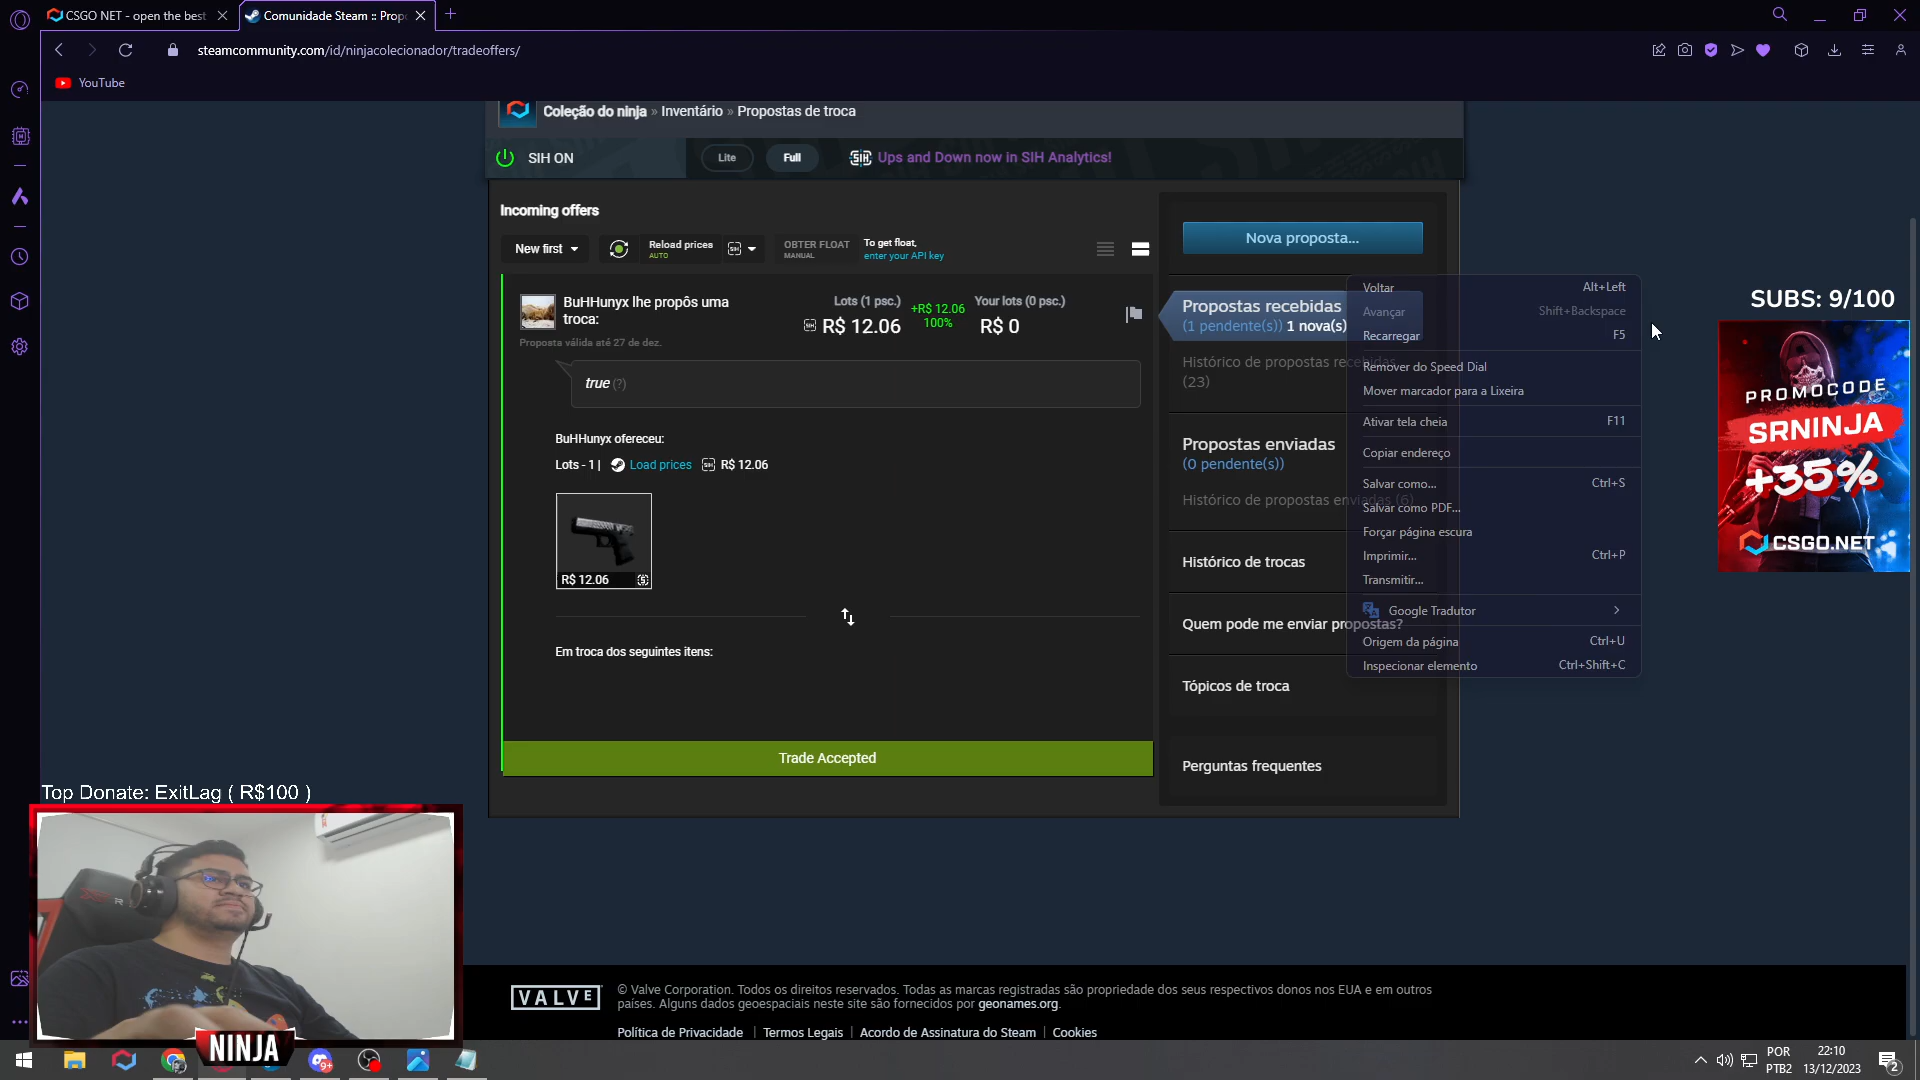 CSGO NET - open the best
Comunidade Steam :: Prop
steamcommunity.com/id/ninjacolecionador/tradeoffers/
YouTube
Coleção do ninja » Inventário » Propostas de troca
SIH ON
Lite
Full
SIH
Ups and Down now in SIH Analytics!
Incoming offers
New first
Reload prices
AUTO
OBTER FLOAT
MANUAL
To get float,
enter your API key
BuHHunyx lhe propôs uma
troca:
Proposta válida até 27 de dez.
Lots (1 psc.)
R$ 12.06
+R$ 12.06
100%
Your lots (0 psc.)
R$ 0
true (?)
BuHHunyx ofereceu:
Lots - 1 | Load prices R$ 12.06
R$ 12.06
Em troca dos seguintes itens:
Trade Accepted
Nova proposta...
Propostas recebidas
(1 pendente(s)) 1 nova(s)
Histórico de propostas recebidas
(23)
Propostas enviadas
(0 pendente(s))
Histórico de propostas enviadas (6)
Histórico de trocas
Quem pode me enviar propostas?
Tópicos de troca
Perguntas frequentes
Voltar Alt+Left
Avançar Shift+Backspace
Recarregar F5
Remover do Speed Dial
Mover marcador para a Lixeira
Ativar tela cheia F11
Copiar endereço
Salvar como... Ctrl+S
Salvar como PDF...
Forçar página escura
Imprimir... Ctrl+P
Transmitir...
Google Tradutor
Origem da página Ctrl+U
Inspecionar elemento Ctrl+Shift+C
SUBS: 9/100
PROMOCODE
SRNINJA
+35%
CSGO.NET
Top Donate: ExitLag ( R$100 )
NINJA
VALVE
© Valve Corporation. Todos os direitos reservados. Todas as marcas registradas são propriedade dos seus respectivos donos nos EUA e em outros
países. Alguns dados geoespaciais neste site são fornecidos por geonames.org.
Política de Privacidade | Termos Legais | Acordo de Assinatura do Steam | Cookies
9+
POR
PTB2
22:10
13/12/2023
2